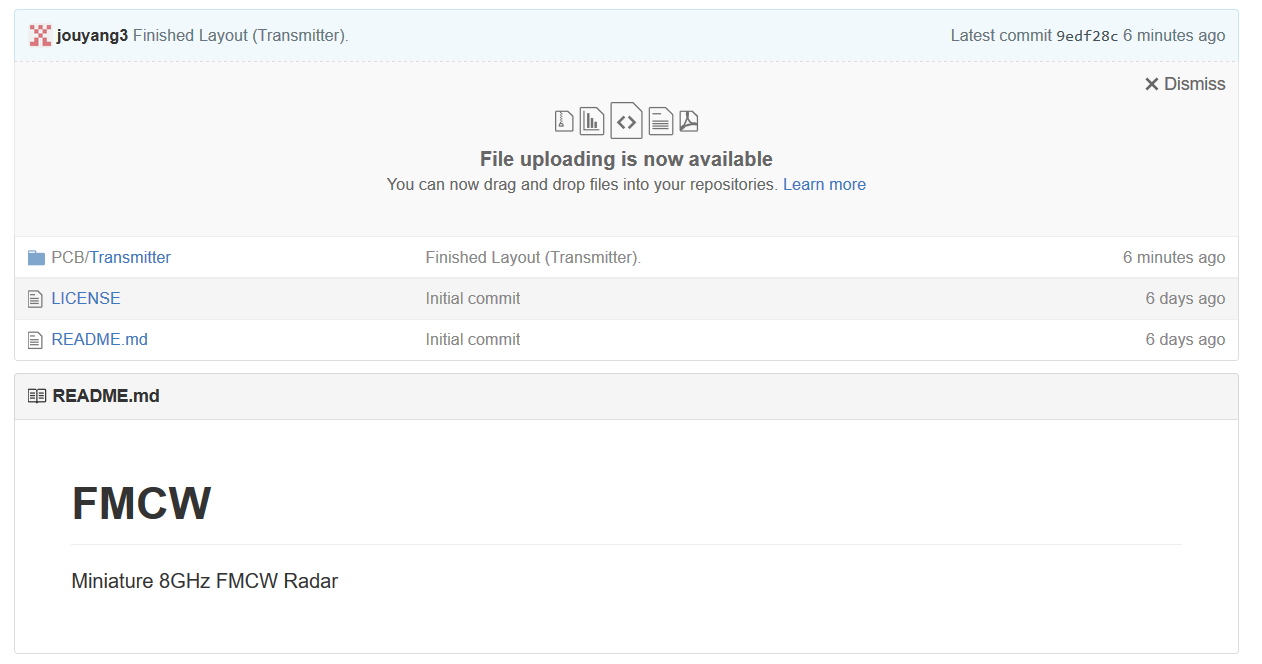 jouyang3 Finished Layout (Transmitter). Latest commit 9edf28c 6 minutes ago
Dismiss
File uploading is now available
You can now drag and drop files into your repositories. Learn more
PCB/Transmitter Finished Layout (Transmitter). 6 minutes ago
LICENSE Initial commit 6 days ago
README.md Initial commit 6 days ago
README.md
FMCW
Miniature 8GHz FMCW Radar